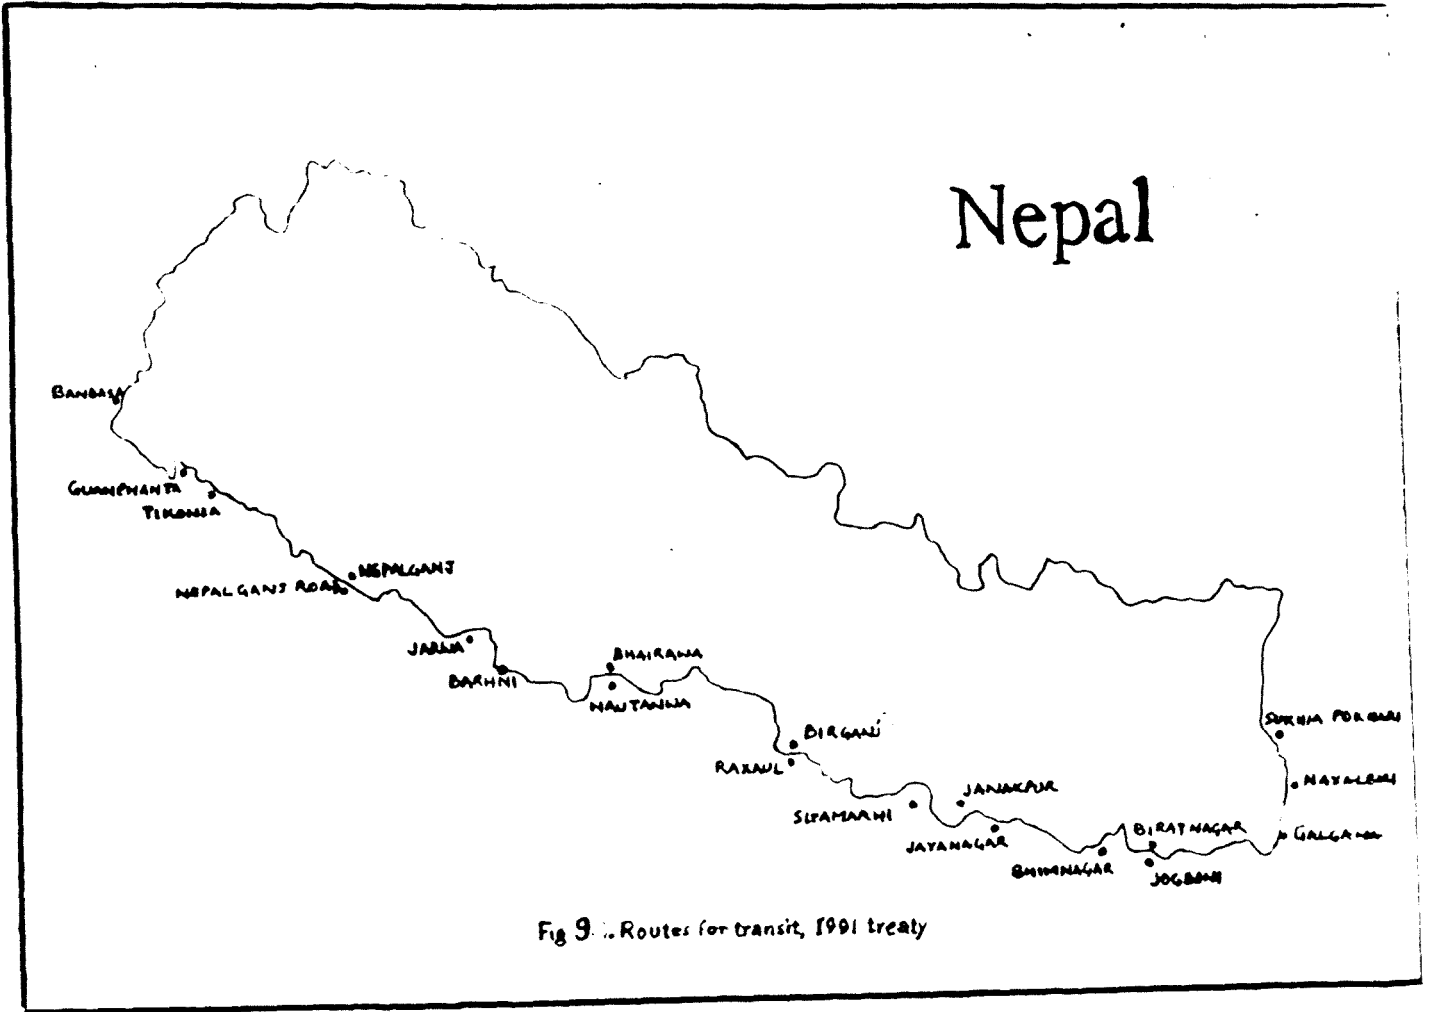 Nepal
BANBASA
GUARIPHANTA
TIKONIA
NEPALGANJ
NEPALGANJ ROAD
JARWA
BARHNI
BHAIRAWA
NAUTANWA
BIRGANJ
RAXAUL
SUKHIA POKHARI
NAXALBARI
GALGALIA
JANAKPUR
SITAMARHI
JAYANAGAR
BIRATNAGAR
BHIMNAGAR
JOGBANI
Fig 9 :. Routes for transit, 1991 treaty